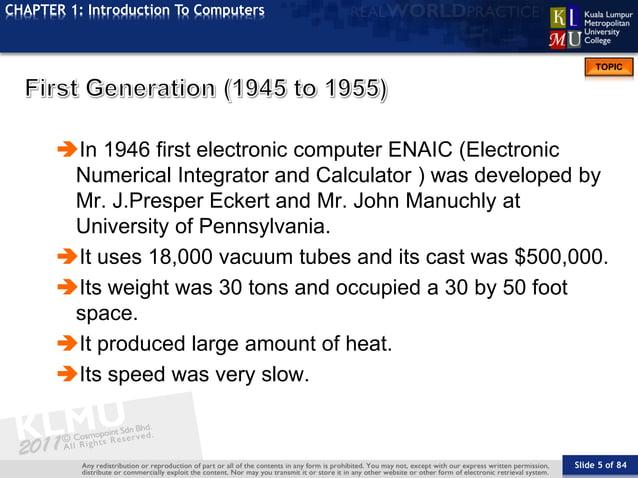 CHAPTER 1: Introduction To Computers
REALWORLDPRACTICE
KL
MU
Kuala Lumpur
Metropolitan
University
College
TOPIC
First Generation (1945 to 1955)
In 1946 first electronic computer ENAIC (Electronic
Numerical Integrator and Calculator ) was developed by
Mr. J.Presper Eckert and Mr. John Manuchly at
University of Pennsylvania.
It uses 18,000 vacuum tubes and its cast was $500,000.
Its weight was 30 tons and occupied a 30 by 50 foot
space.
It produced large amount of heat.
Its speed was very slow.
KLMU
2011© Cosmopoint Sdn Bhd.
All Rights Reserved.
Any redistribution or reproduction of part or all of the contents in any form is prohibited. You may not, except with our express written permission,
distribute or commercially exploit the content. Nor may you transmit it or store it in any other website or other form of electronic retrieval system.
Slide 5 of 84